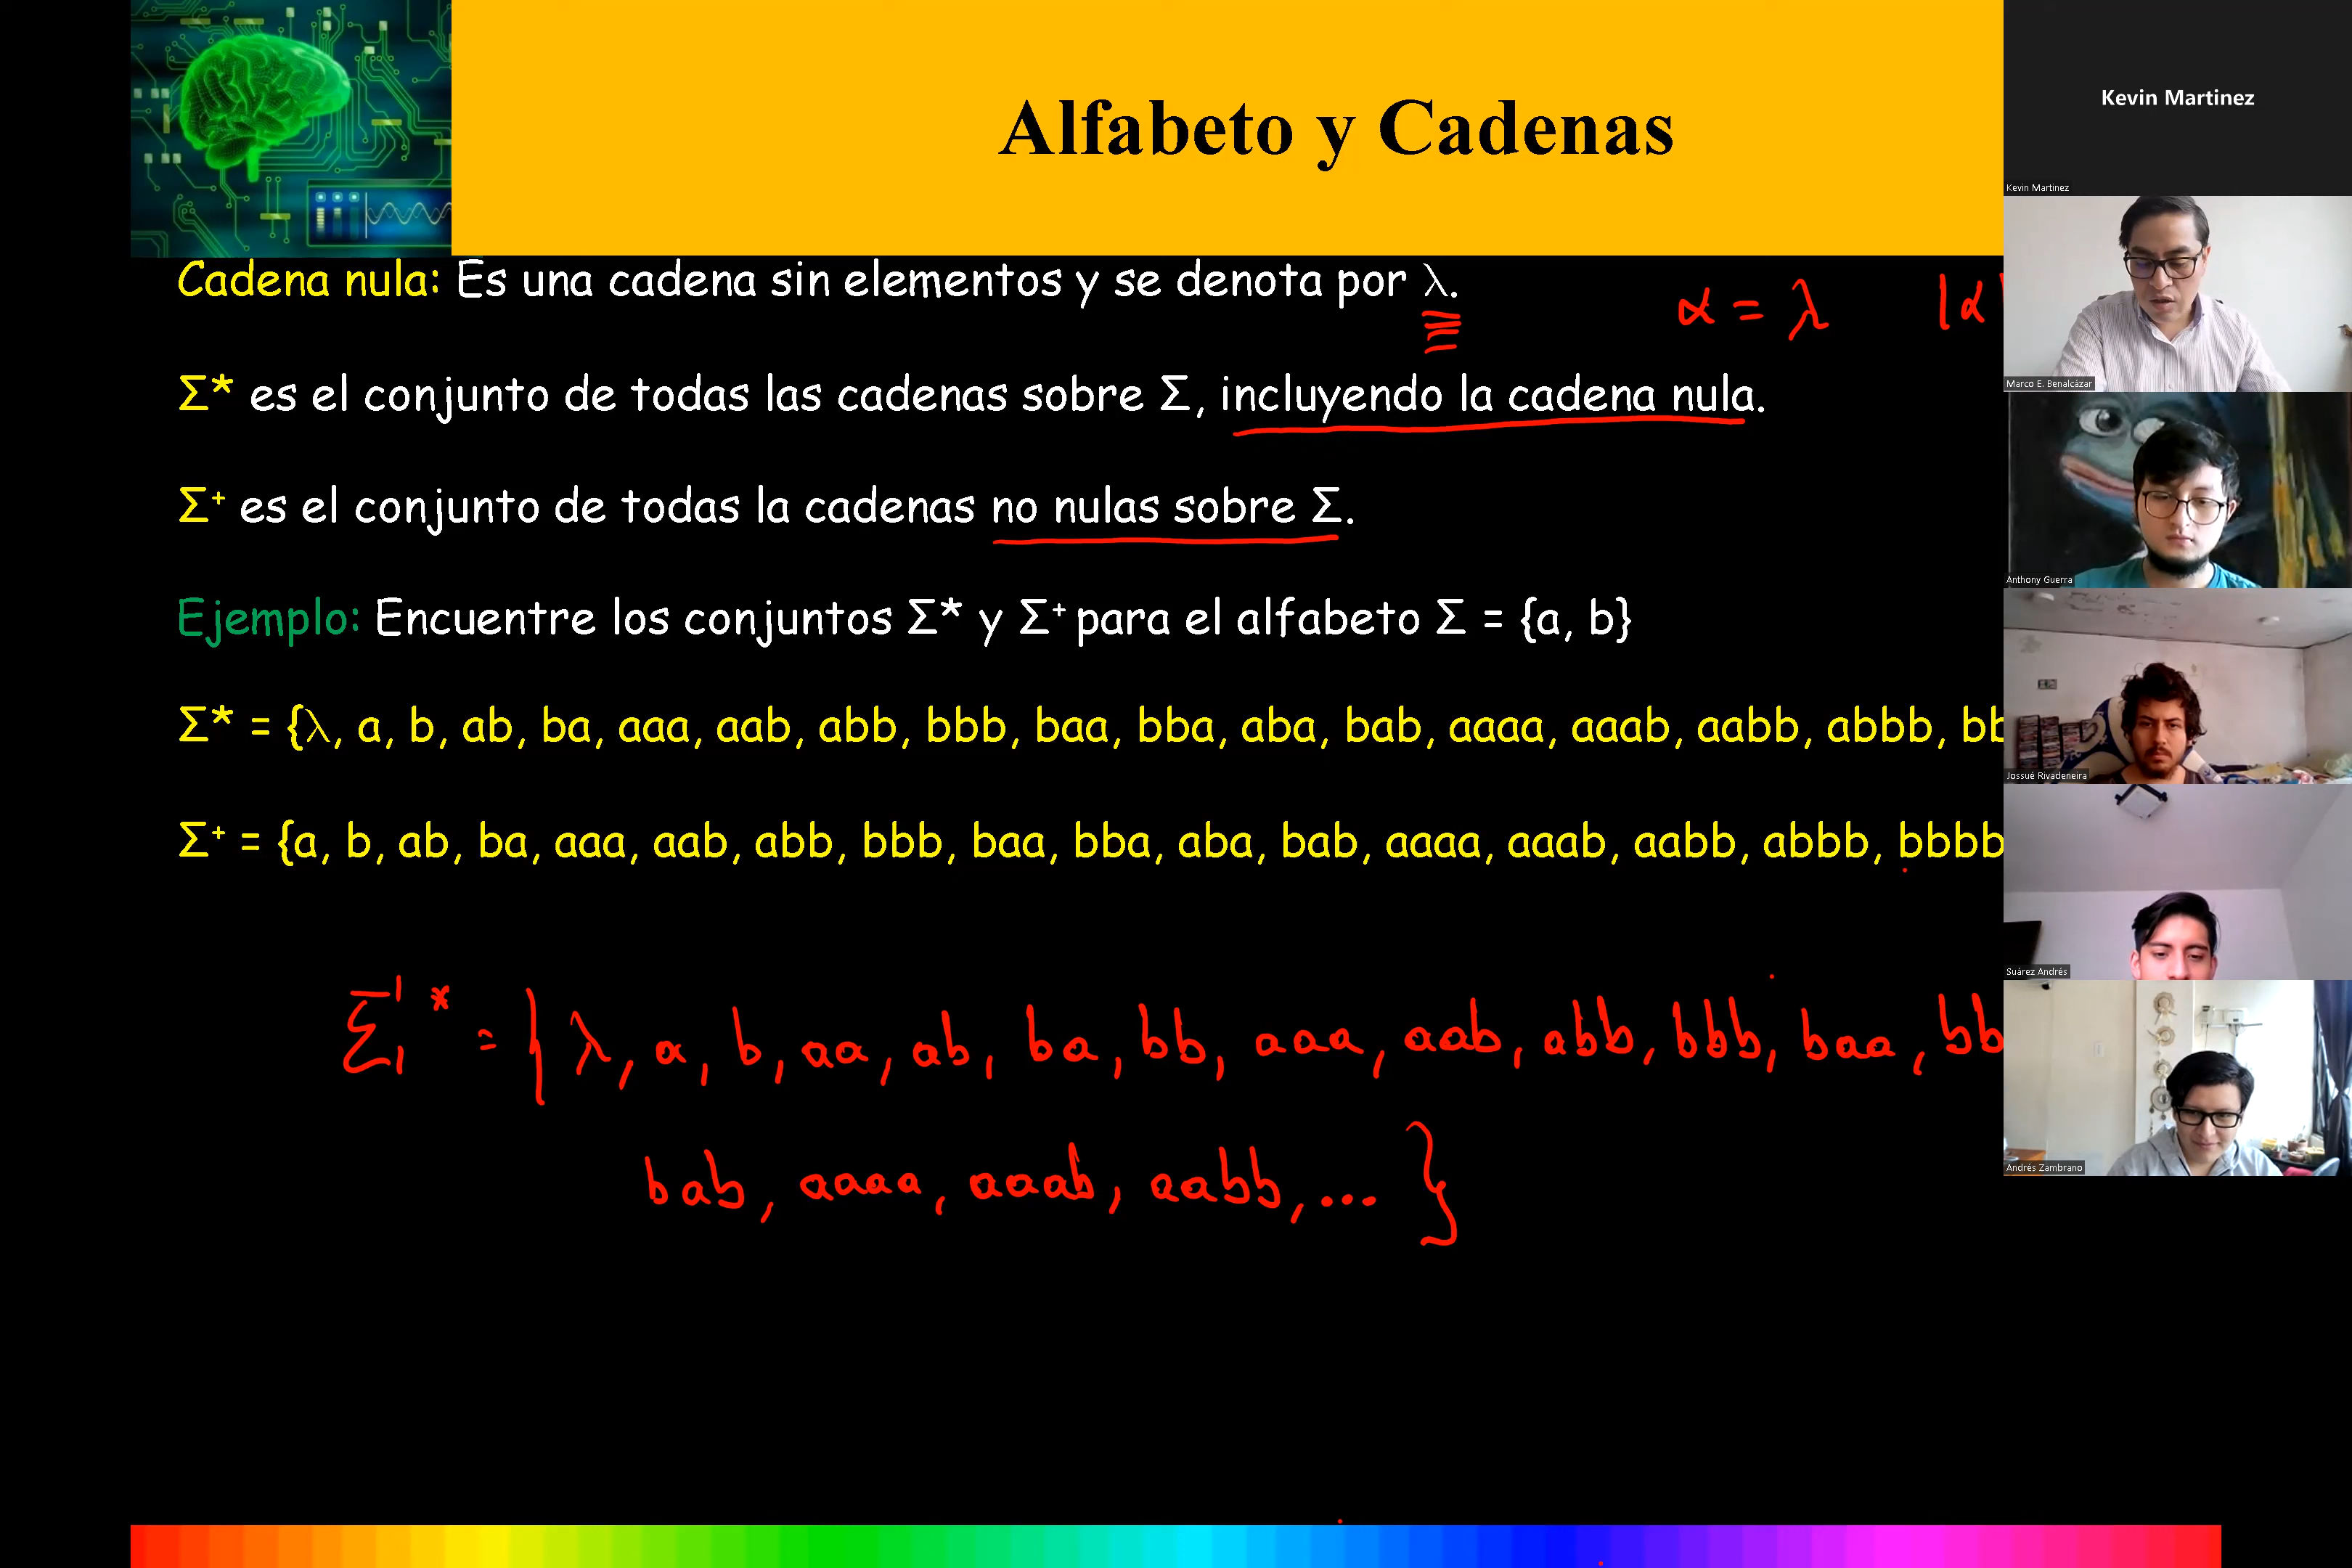 Alfabeto y Cadenas
Cadena nula: Es una cadena sin elementos y se denota por λ.
α = λ |α
Σ* es el conjunto de todas las cadenas sobre Σ, incluyendo la cadena nula.
Σ⁺ es el conjunto de todas la cadenas no nulas sobre Σ.
Ejemplo: Encuentre los conjuntos Σ* y Σ⁺ para el alfabeto Σ = {a, b}
Σ* = {λ, a, b, ab, ba, aaa, aab, abb, bbb, baa, bba, aba, bab, aaaa, aaab, aabb, abbb, bb
Σ⁺ = {a, b, ab, ba, aaa, aab, abb, bbb, baa, bba, aba, bab, aaaa, aaab, aabb, abbb, bbbb
Σ* = { λ, a, b, aa, ab, ba, bb, aaa, aab, abb, bbb, baa, bb
bab, aaaa, aaab, aabb, ... }
Kevin Martinez
Kevin Martinez
Marco E. Benalcázar
Anthony Guerra
Jossué Rivadeneira
Suárez Andrés
Andrés Zambrano